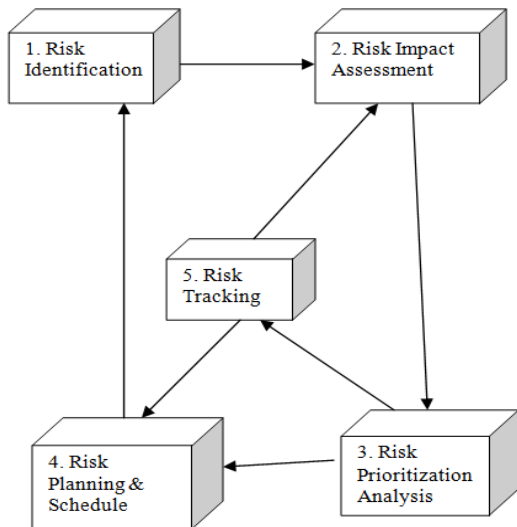 1. Risk
Identification
2. Risk Impact
Assessment
5. Risk
Tracking
4. Risk
Planning &
Schedule
3. Risk
Prioritization
Analysis